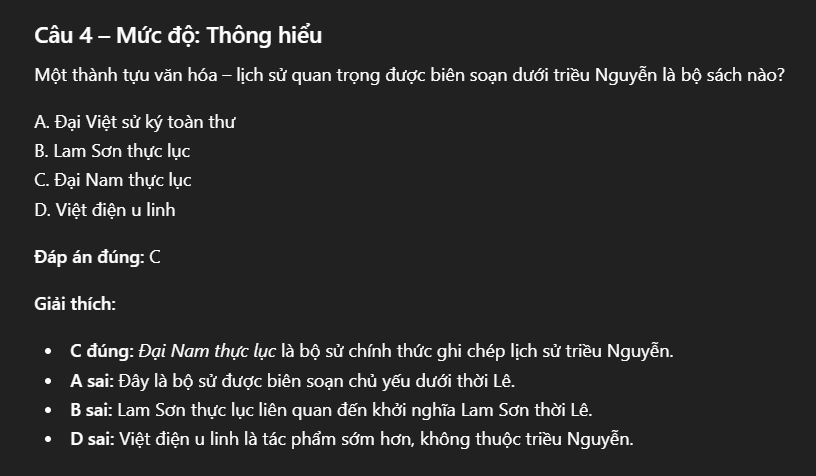 Câu 4 – Mức độ: Thông hiểu
Một thành tựu văn hóa – lịch sử quan trọng được biên soạn dưới triều Nguyễn là bộ sách nào?
A. Đại Việt sử ký toàn thư
B. Lam Sơn thực lục
C. Đại Nam thực lục
D. Việt điện u linh
Đáp án đúng: C
Giải thích:
• C đúng: Đại Nam thực lục là bộ sử chính thức ghi chép lịch sử triều Nguyễn.
• A sai: Đây là bộ sử được biên soạn chủ yếu dưới thời Lê.
• B sai: Lam Sơn thực lục liên quan đến khởi nghĩa Lam Sơn thời Lê.
• D sai: Việt điện u linh là tác phẩm sớm hơn, không thuộc triều Nguyễn.